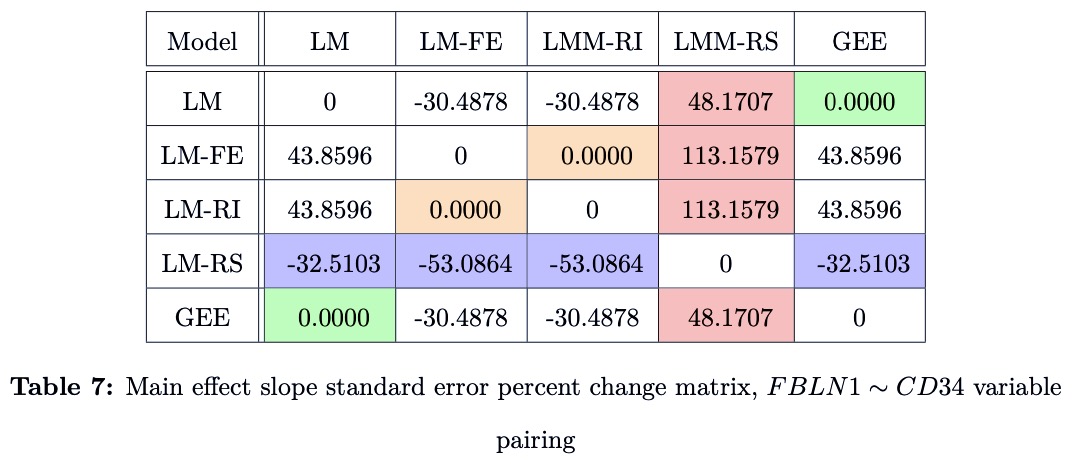 Model LM LM-FE LMM-RI LMM-RS GEE
LM 0 -30.4878 -30.4878 48.1707 0.0000
LM-FE 43.8596 0 0.0000 113.1579 43.8596
LM-RI 43.8596 0.0000 0 113.1579 43.8596
LM-RS -32.5103 -53.0864 -53.0864 0 -32.5103
GEE 0.0000 -30.4878 -30.4878 48.1707 0
Table 7: Main effect slope standard error percent change matrix, FBLN1 ∼ CD34 variable
pairing